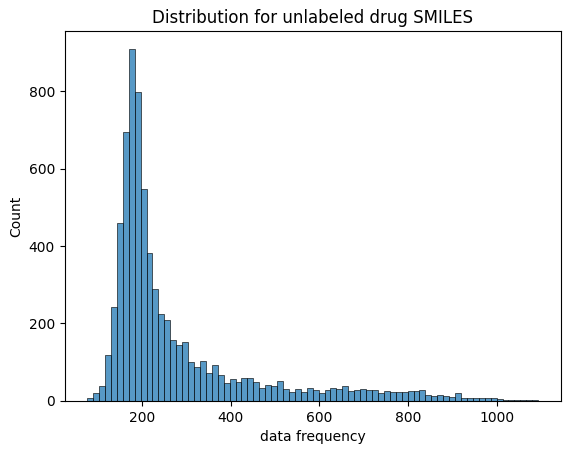 Distribution for unlabeled drug SMILES
Count
800
600
400
200
0
200 400 600 800 1000
data frequency